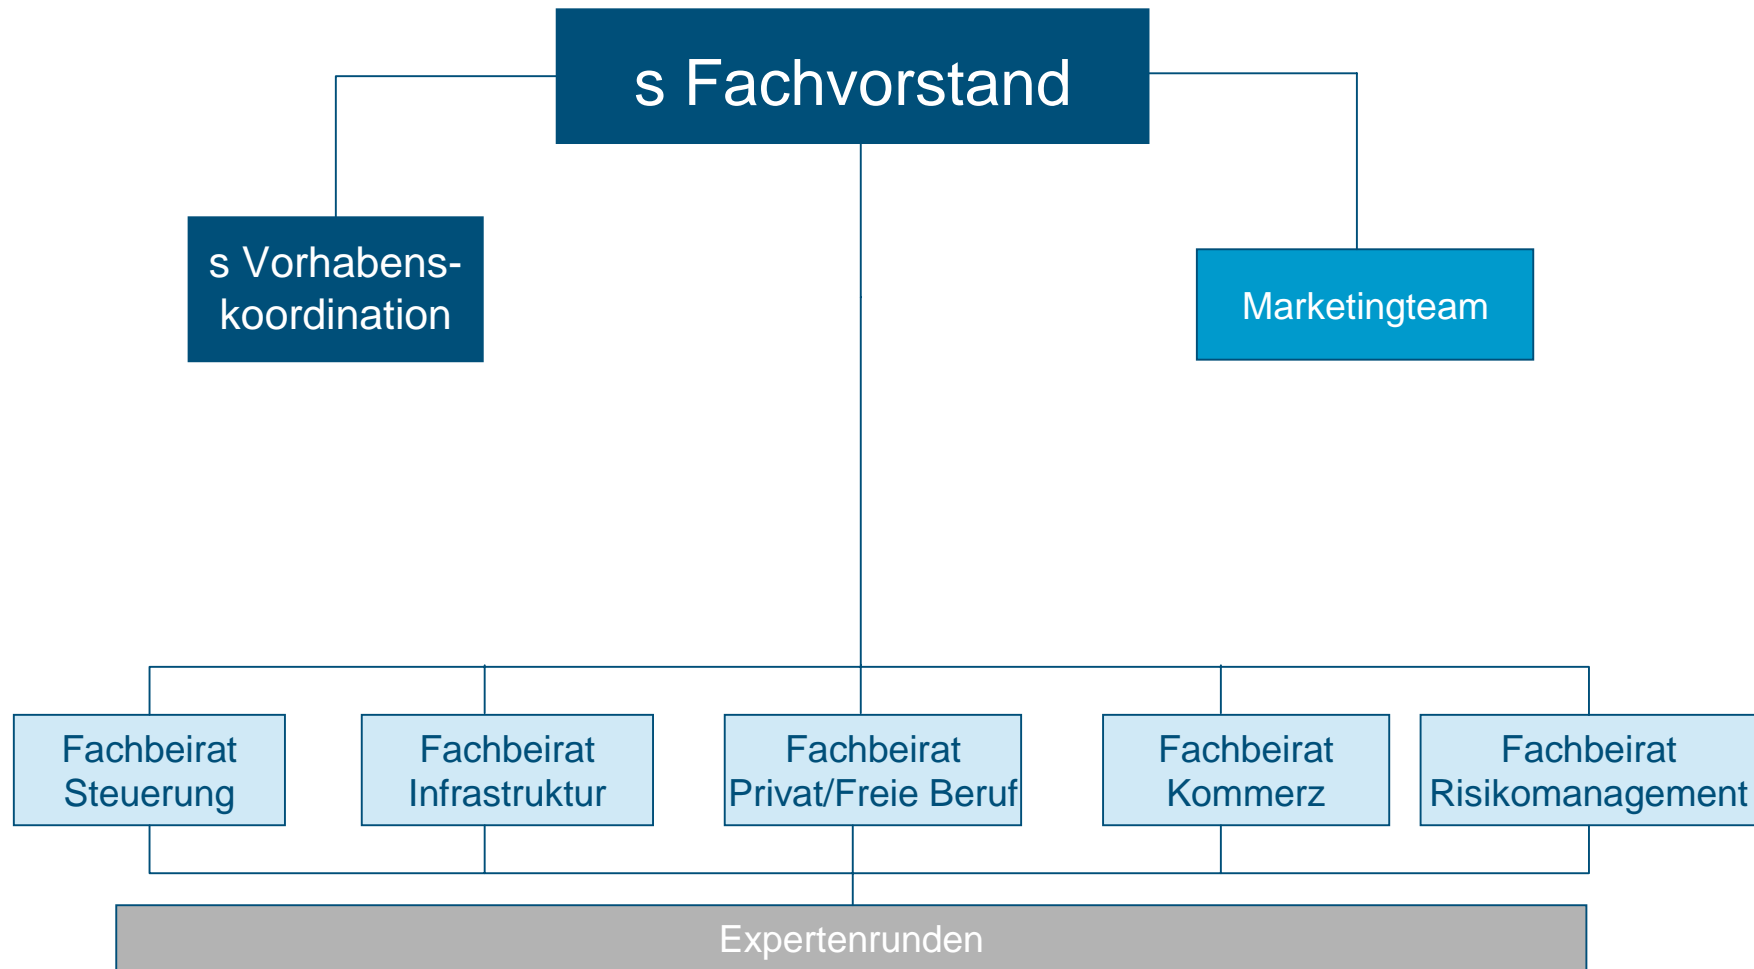 s Fachvorstand
s Vorhabens-
koordination
Marketingteam
Fachbeirat
Steuerung
Fachbeirat
Infrastruktur
Fachbeirat
Privat/Freie Beruf
Fachbeirat
Kommerz
Fachbeirat
Risikomanagement
Expertenrunden